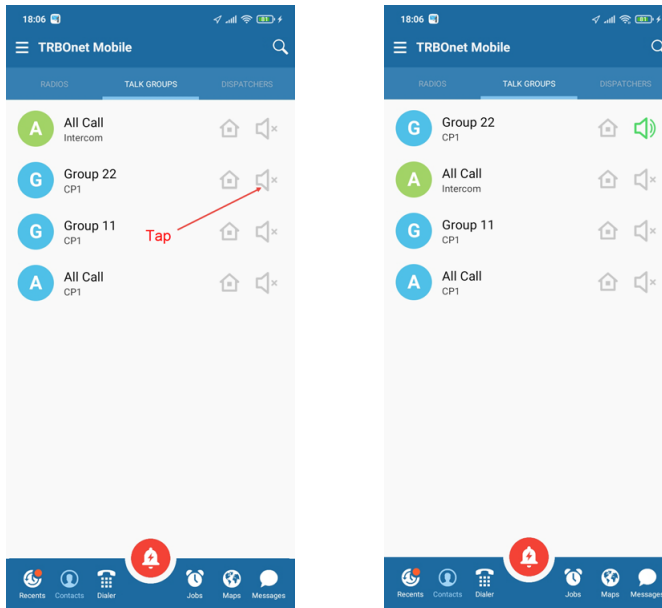 18:06
81
TRBOnet Mobile
RADIOS TALK GROUPS DISPATCHERS
A All Call
Intercom
G Group 22
CP1
G Group 11
CP1
Tap
A All Call
CP1
Recents Contacts Dialer Jobs Maps Messages
18:06
81
TRBOnet Mobile
RADIOS TALK GROUPS DISPATCHERS
G Group 22
CP1
A All Call
Intercom
G Group 11
CP1
A All Call
CP1
Recents Contacts Dialer Jobs Maps Messages